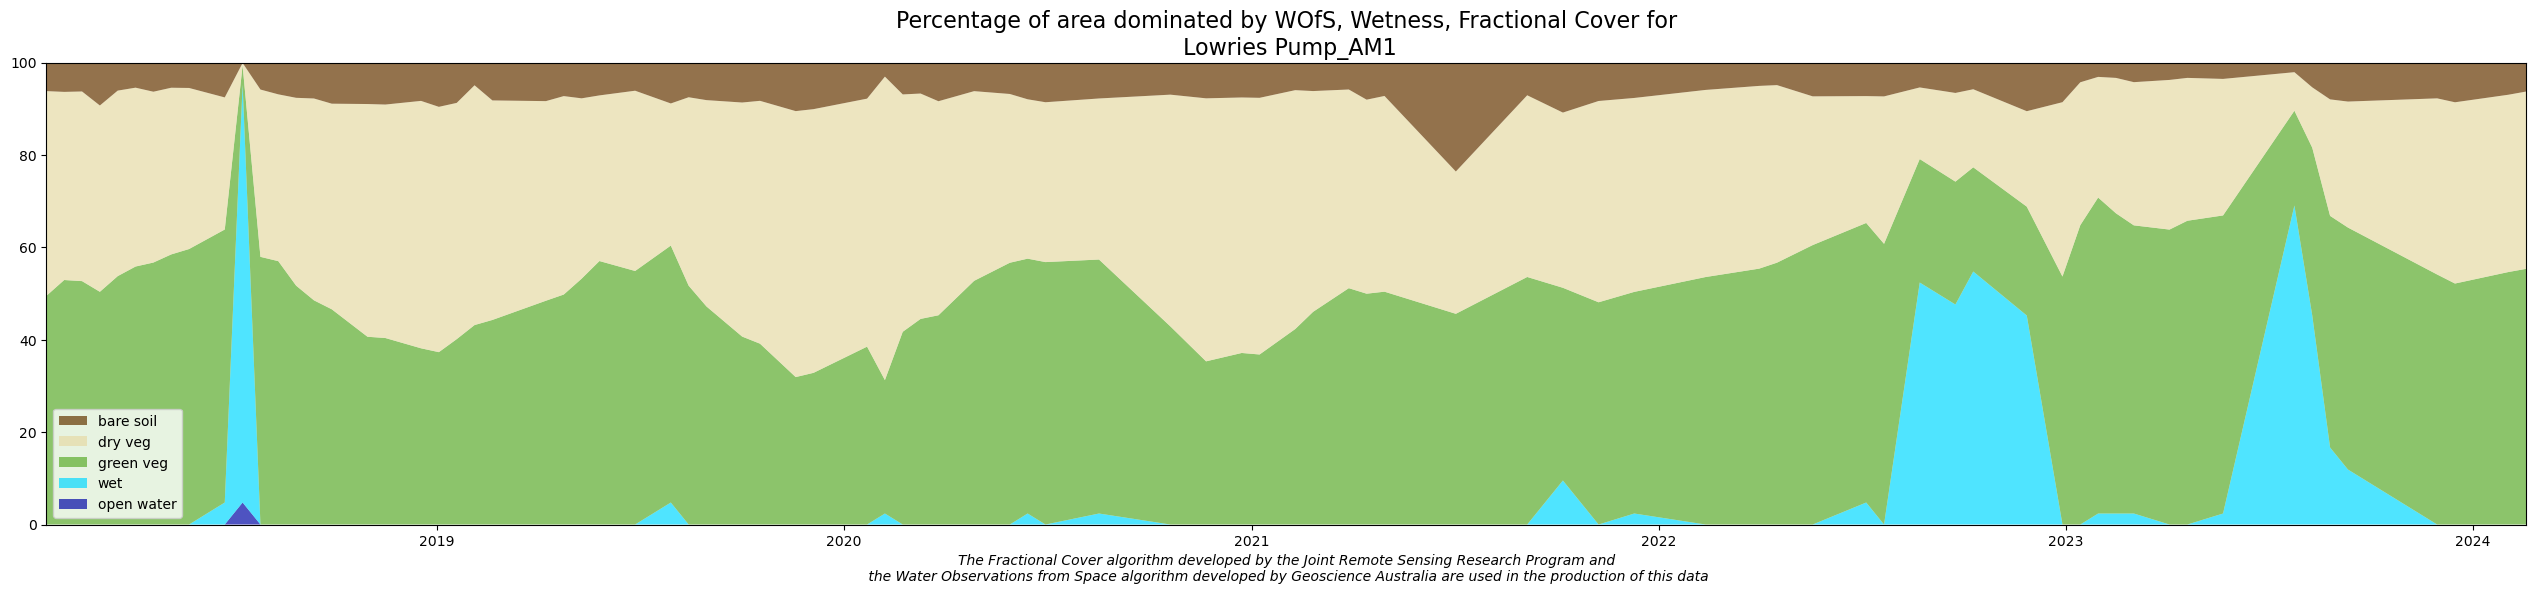 Percentage of area dominated by WOfS, Wetness, Fractional Cover for
Lowries Pump_AM1
100
80
60
40
20
0
bare soil
dry veg
green veg
wet
open water
2019
2020
2021
2022
2023
2024
The Fractional Cover algorithm developed by the Joint Remote Sensing Research Program and
the Water Observations from Space algorithm developed by Geoscience Australia are used in the production of this data